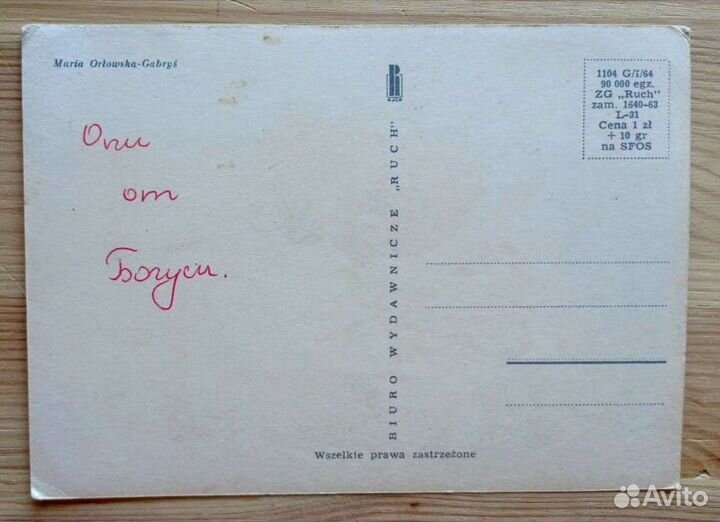 Maria Orłowska-Gabryś
RUCH
1104 G/I/64
90 000 egz.
ZG „Ruch"
zam. 1640-63
L-31
Cena 1 zł
+ 10 gr
na SFOS
Оли
от
Богуси.
BIURO WYDAWNICZE „RUCH"
Wszelkie prawa zastrzeżone
Avito